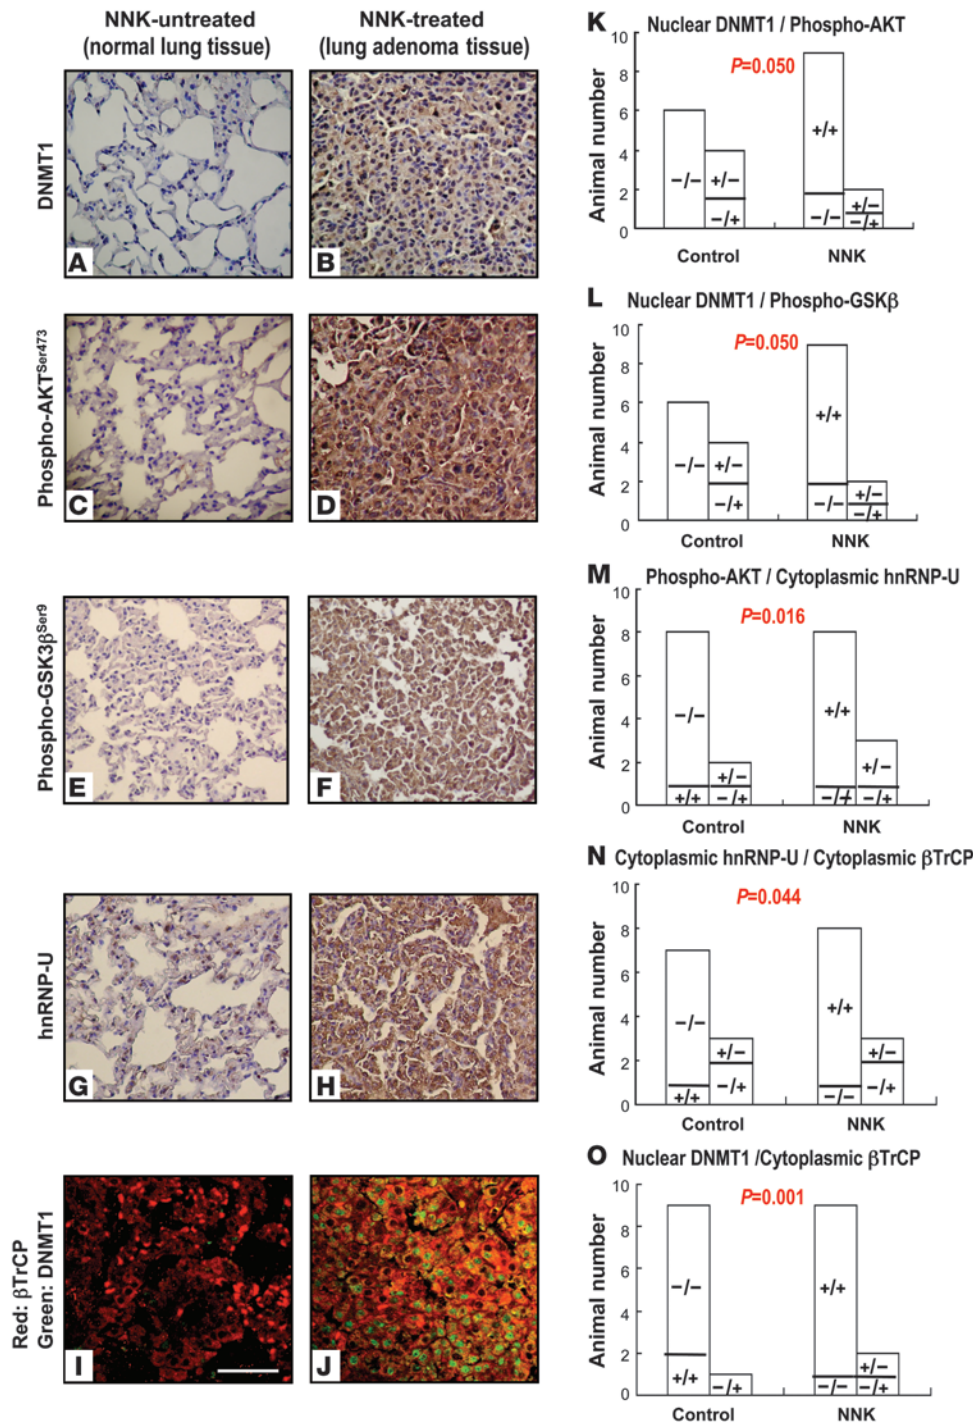 NNK-untreated
(normal lung tissue)
NNK-treated
(lung adenoma tissue)
DNMT1
A
B
Phospho-AKTSer473
C
D
Phospho-GSK3βSer9
E
F
hnRNP-U
G
H
Red: βTrCP
Green: DNMT1
I
J
K Nuclear DNMT1 / Phospho-AKT
P=0.050
Animal number
10
8
6
4
2
0
−/−
+/−
−/+
+/+
−/−
+/−
−/+
Control
NNK
L Nuclear DNMT1 / Phospho-GSKβ
P=0.050
Animal number
10
8
6
4
2
0
−/−
+/−
−/+
+/+
−/−
+/−
−/+
Control
NNK
M Phospho-AKT / Cytoplasmic hnRNP-U
P=0.016
Animal number
10
8
6
4
2
0
−/−
+/+
+/−
−/+
+/+
−/−
+/−
−/+
Control
NNK
N Cytoplasmic hnRNP-U / Cytoplasmic βTrCP
P=0.044
Animal number
10
8
6
4
2
0
−/−
+/+
+/−
−/+
+/+
−/−
+/−
−/+
Control
NNK
O Nuclear DNMT1 /Cytoplasmic βTrCP
P=0.001
Animal number
10
8
6
4
2
0
−/−
+/+
−/+
+/+
−/−
+/−
−/+
Control
NNK